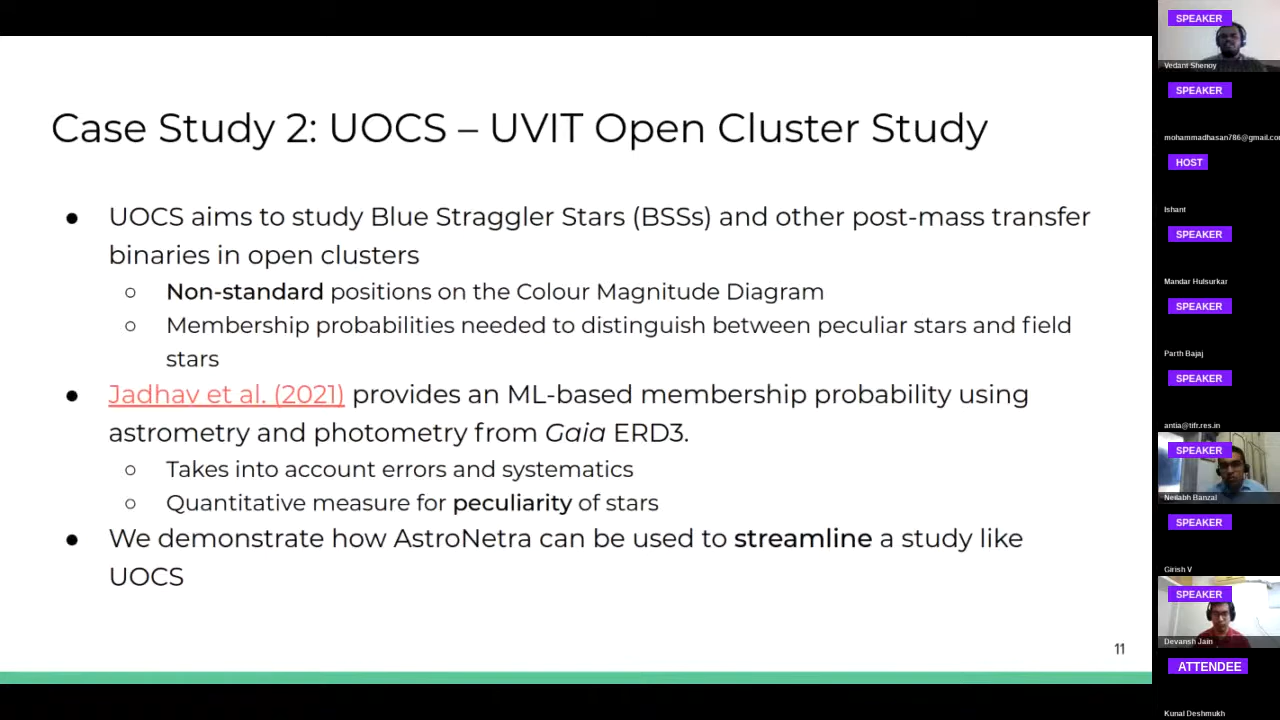 Case Study 2: UOCS – UVIT Open Cluster Study
● UOCS aims to study Blue Straggler Stars (BSSs) and other post-mass transfer
binaries in open clusters
○ Non-standard positions on the Colour Magnitude Diagram
○ Membership probabilities needed to distinguish between peculiar stars and field
stars
● Jadhav et al. (2021) provides an ML-based membership probability using
astrometry and photometry from Gaia ERD3.
○ Takes into account errors and systematics
○ Quantitative measure for peculiarity of stars
● We demonstrate how AstroNetra can be used to streamline a study like
UOCS
11
SPEAKER
Vedant Shenoy
SPEAKER
mohammadhasan786@gmail.co
HOST
Ishant
SPEAKER
Mandar Hulsurkar
SPEAKER
Parth Bajaj
SPEAKER
antia@tifr.res.in
SPEAKER
Neilabh Banzal
SPEAKER
Girish V
SPEAKER
Devansh Jain
ATTENDEE
Kunal Deshmukh